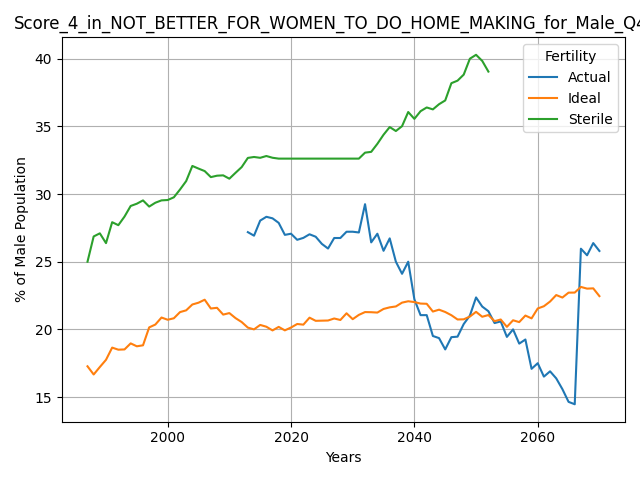 Score_4_in_NOT_BETTER_FOR_WOMEN_TO_DO_HOME_MAKING_for_Male_Q4
Fertility
Actual
Ideal
Sterile
40
35
30
25
20
15
% of Male Population
2000
2020
2040
2060
Years